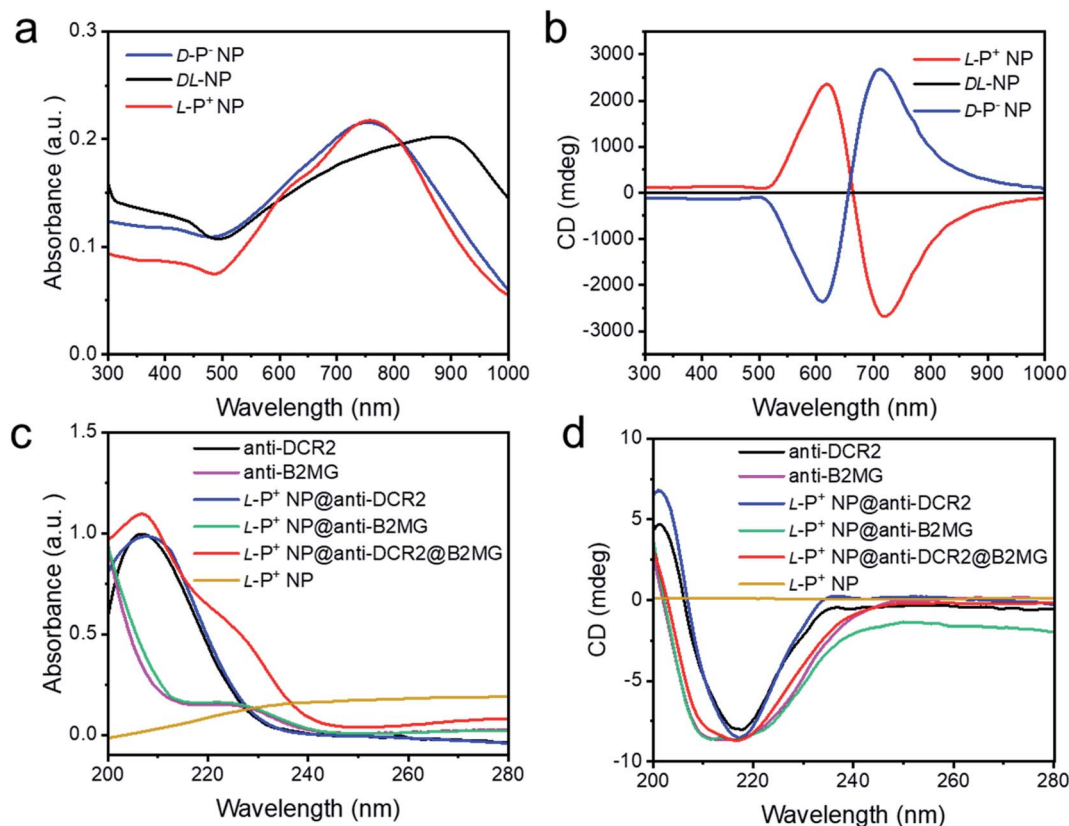 a
D-P⁻ NP
DL-NP
L-P⁺ NP
Absorbance (a.u.)
0.3
0.2
0.1
0.0
300 400 500 600 700 800 900 1000
Wavelength (nm)
b
L-P⁺ NP
DL-NP
D-P⁻ NP
CD (mdeg)
3000
2000
1000
0
-1000
-2000
-3000
300 400 500 600 700 800 900 1000
Wavelength (nm)
c
anti-DCR2
anti-B2MG
L-P⁺ NP@anti-DCR2
L-P⁺ NP@anti-B2MG
L-P⁺ NP@anti-DCR2@B2MG
L-P⁺ NP
Absorbance (a.u. )
1.5
1.0
0.5
0.0
200 220 240 260 280
Wavelength (nm)
d
anti-DCR2
anti-B2MG
L-P⁺ NP@anti-DCR2
L-P⁺ NP@anti-B2MG
L-P⁺ NP@anti-DCR2@B2MG
L-P⁺ NP
CD (mdeg)
10
5
0
-5
-10
200 220 240 260 280
Wavelength (nm)